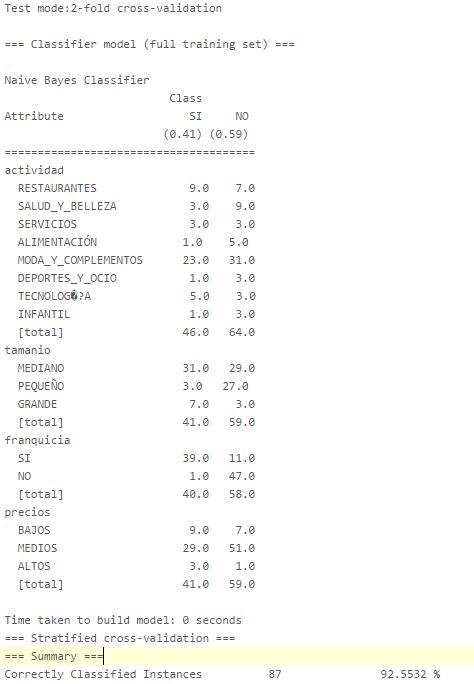 Test mode:2-fold cross-validation
=== Classifier model (full training set) ===
Naive Bayes Classifier
Class
Attribute SI NO
(0.41) (0.59)
======================================
actividad
RESTAURANTES 9.0 7.0
SALUD_Y_BELLEZA 3.0 9.0
SERVICIOS 3.0 3.0
ALIMENTACIÓN 1.0 5.0
MODA_Y_COMPLEMENTOS 23.0 31.0
DEPORTES_Y_OCIO 1.0 3.0
TECNOLOG�?A 5.0 3.0
INFANTIL 1.0 3.0
[total] 46.0 64.0
tamanio
MEDIANO 31.0 29.0
PEQUEÑO 3.0 27.0
GRANDE 7.0 3.0
[total] 41.0 59.0
franquicia
SI 39.0 11.0
NO 1.0 47.0
[total] 40.0 58.0
precios
BAJOS 9.0 7.0
MEDIOS 29.0 51.0
ALTOS 3.0 1.0
[total] 41.0 59.0
Time taken to build model: 0 seconds
=== Stratified cross-validation ===
=== Summary ===
Correctly Classified Instances 87 92.5532 %